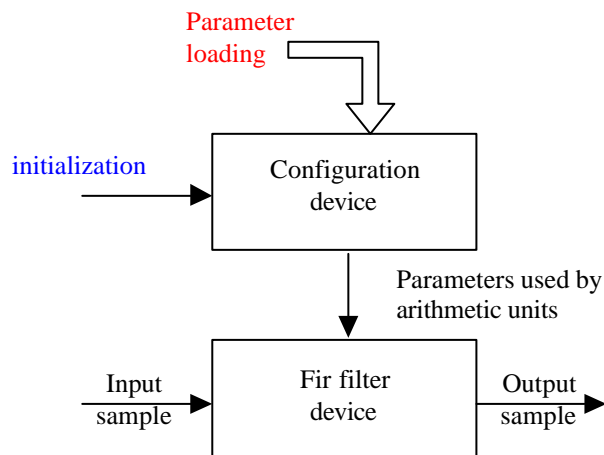 Parameter
loading
initialization
Configuration
device
Parameters used by
arithmetic units
Input
sample
Fir filter
device
Output
sample